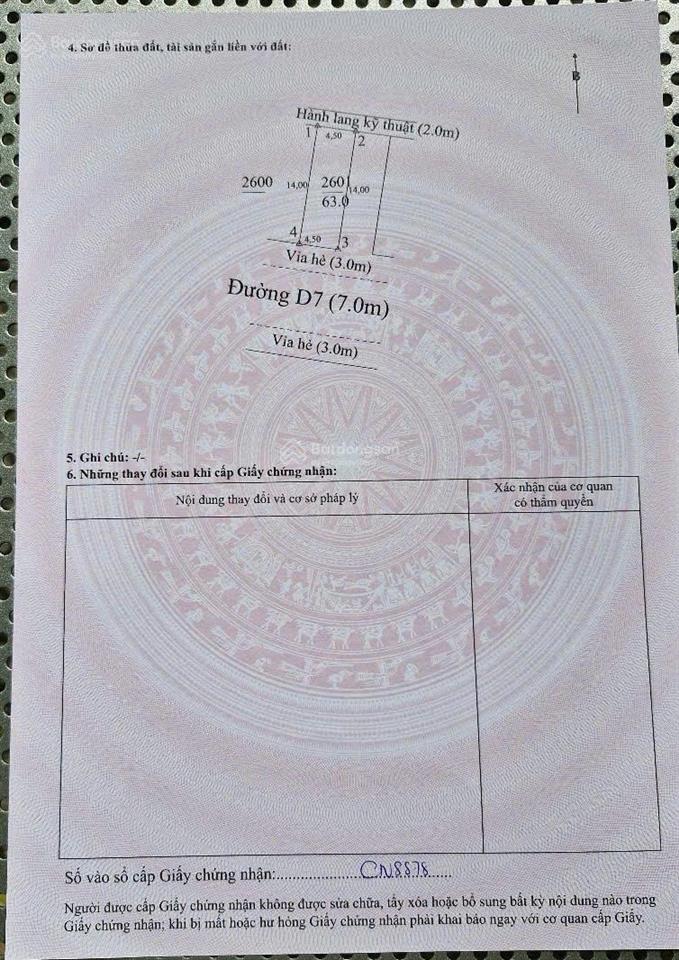 4. Sơ đồ thửa đất, tài sản gắn liền với đất:
B
Hành lang kỹ thuật (2.0m)
1 4,50 2
2600 14,00 260 14,00
63.0
4 4,50 3
Vỉa hè (3.0m)
Đường D7 (7.0m)
Vỉa hè (3.0m)
Batdongsan
5. Ghi chú: -/-
6. Những thay đổi sau khi cấp Giấy chứng nhận:
Nội dung thay đổi và cơ sở pháp lý
Xác nhận của cơ quan
có thẩm quyền
Số vào sổ cấp Giấy chứng nhận:.....................CN8878.....
Người được cấp Giấy chứng nhận không được sửa chữa, tẩy xóa hoặc bổ sung bất kỳ nội dung nào trong
Giấy chứng nhận; khi bị mất hoặc hư hỏng Giấy chứng nhận phải khai báo ngay với cơ quan cấp Giấy.